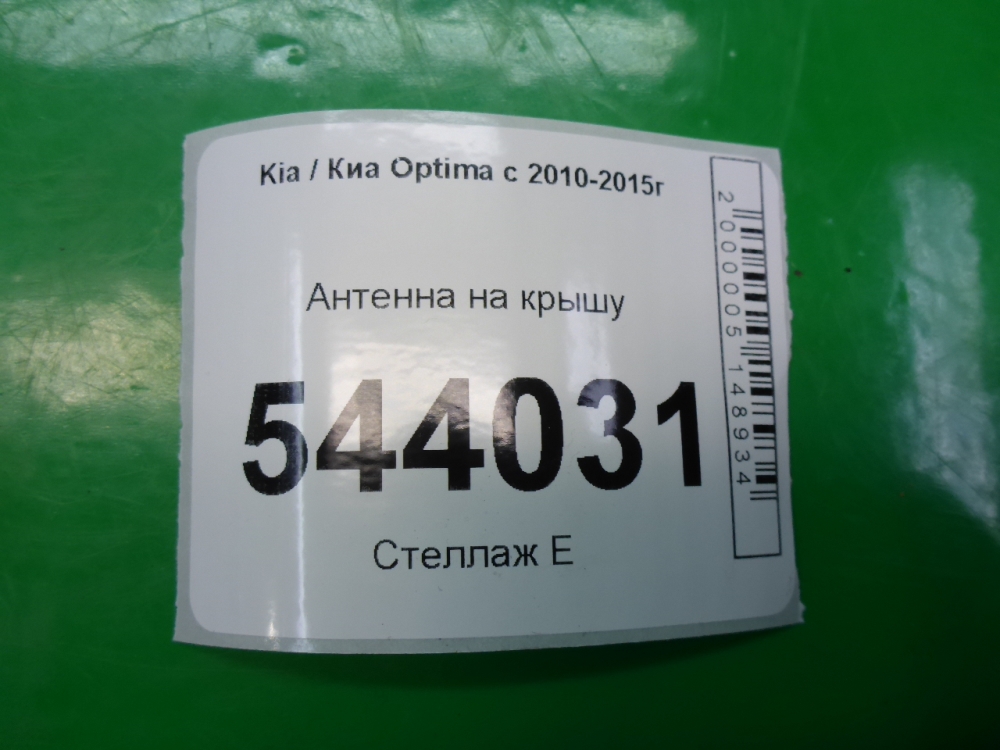 Kia / Киа Optima с 2010-2015г
Антенна на крышу
544031
Стеллаж Е
2000005148934